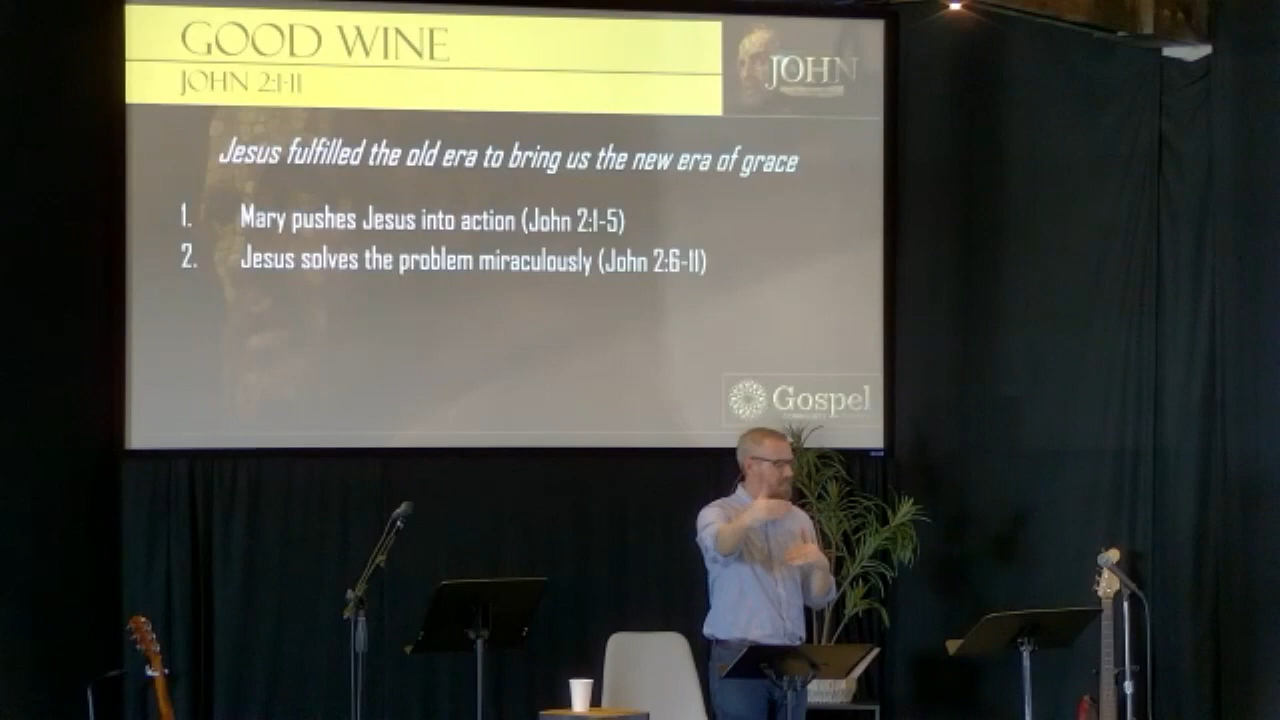 GOOD WINE
JOHN 2:1-11
JOHN
Jesus fulfilled the old era to bring us the new era of grace
1. Mary pushes Jesus into action (John 2:1-5)
2. Jesus solves the problem miraculously (John 2:6-11)
Gospel
COMMUNITY